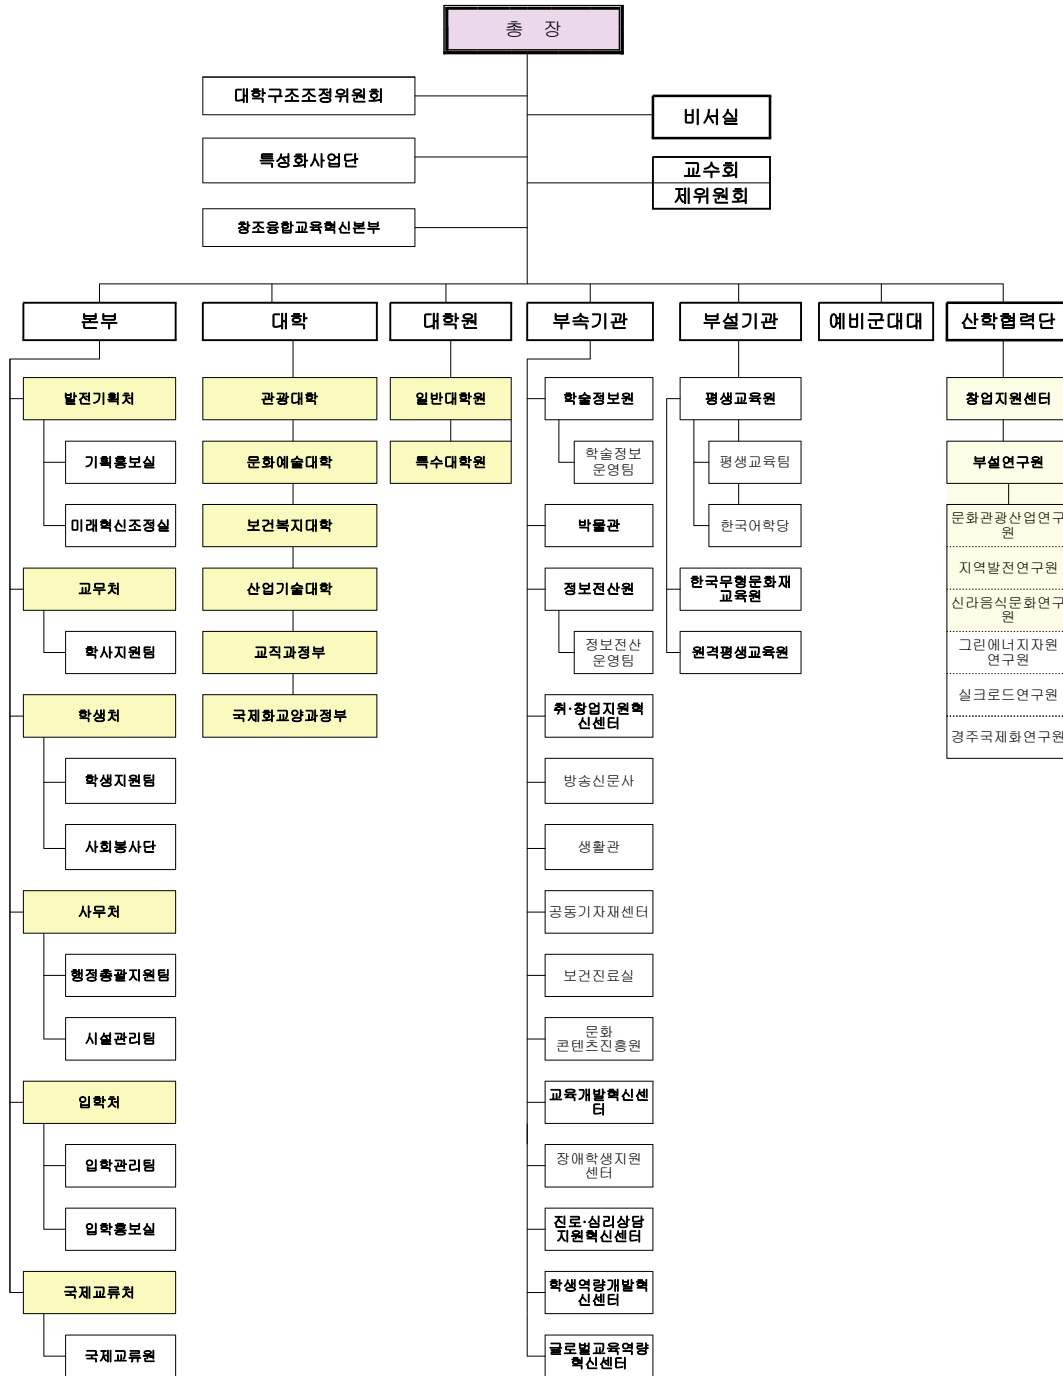 총 장
대학구조조정위원회
비서실
특성화사업단
교수회
제위원회
창조융합교육혁신본부
본부
대학
대학원
부속기관
부설기관
예비군대대
산학협력단
발전기획처
기획홍보실
미래혁신조정실
교무처
학사지원팀
학생처
학생지원팀
사회봉사단
사무처
행정총괄지원팀
시설관리팀
입학처
입학관리팀
입학홍보실
국제교류처
국제교류원
관광대학
문화예술대학
보건복지대학
산업기술대학
교직과정부
국제화교양과정부
일반대학원
특수대학원
학술정보원
학술정보
운영팀
박물관
정보전산원
정보전산
운영팀
취·창업지원혁
신센터
방송신문사
생활관
공동기자재센터
보건진료실
문화
콘텐츠진흥원
교육개발혁신센
터
장애학생지원
센터
진로·심리상담
지원혁신센터
학생역량개발혁
신센터
글로벌교육역량
혁신센터
평생교육원
평생교육팀
한국어학당
한국무형문화재
교육원
원격평생교육원
창업지원센터
부설연구원
문화관광산업연구
원
지역발전연구원
신라음식문화연구
원
그린에너지자원
연구원
실크로드연구원
경주국제화연구원